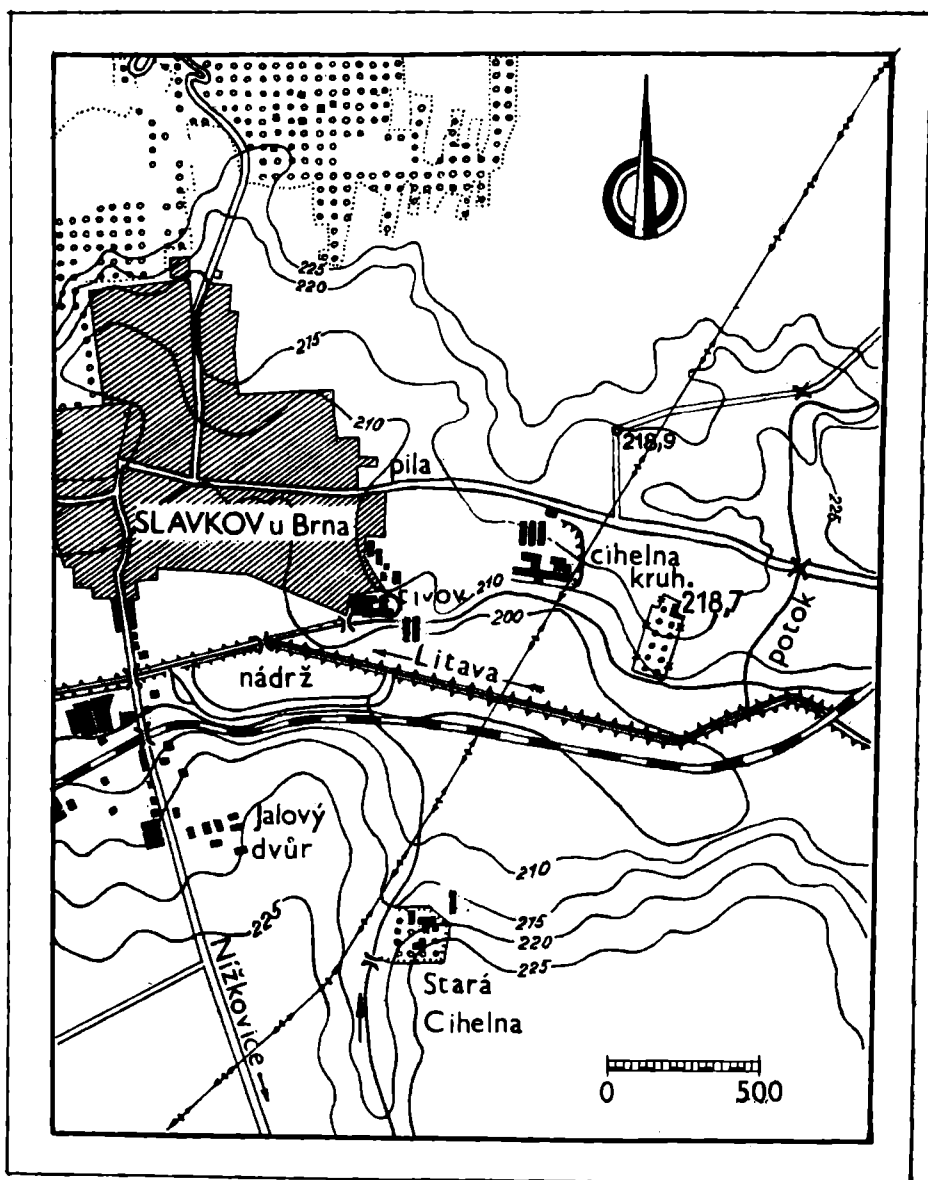 225
220
215
210
218,9
pila
SLAVKOV u Brna
cihelna
kruh.
225
210
200
218,7
potok
Litava
nádrž
Jalový
dvůr
210
215
220
225
225
Nížkovice
Stará
Cihelna
0 500